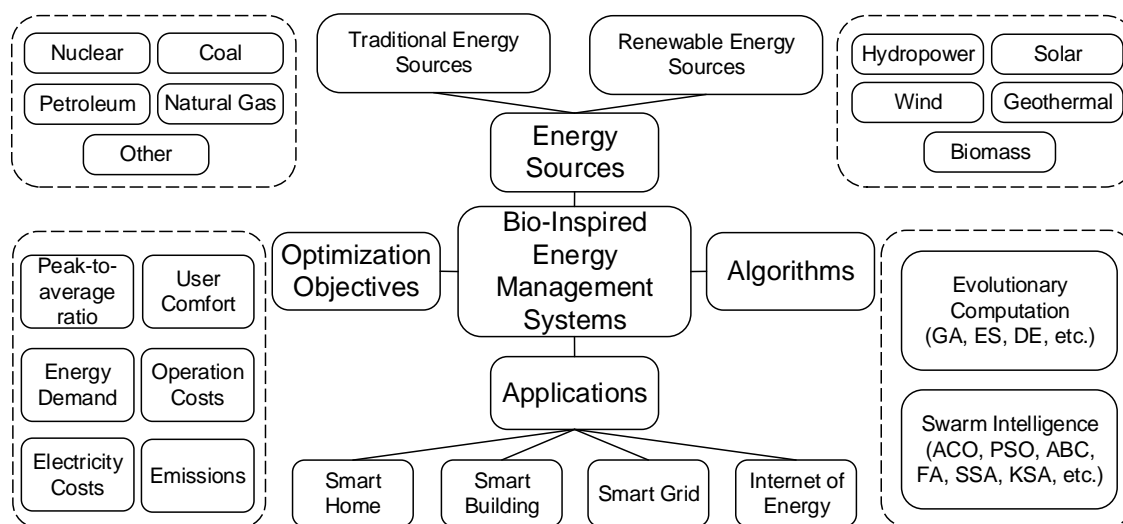 Nuclear
Coal
Petroleum
Natural Gas
Other
Traditional Energy
Sources
Renewable Energy
Sources
Hydropower
Solar
Wind
Geothermal
Biomass
Energy
Sources
Bio-Inspired
Energy
Management
Systems
Optimization
Objectives
Algorithms
Applications
Peak-to-
average
ratio
User
Comfort
Energy
Demand
Operation
Costs
Electricity
Costs
Emissions
Evolutionary
Computation
(GA, ES, DE, etc.)
Swarm Intelligence
(ACO, PSO, ABC,
FA, SSA, KSA, etc.)
Smart
Home
Smart
Building
Smart Grid
Internet of
Energy